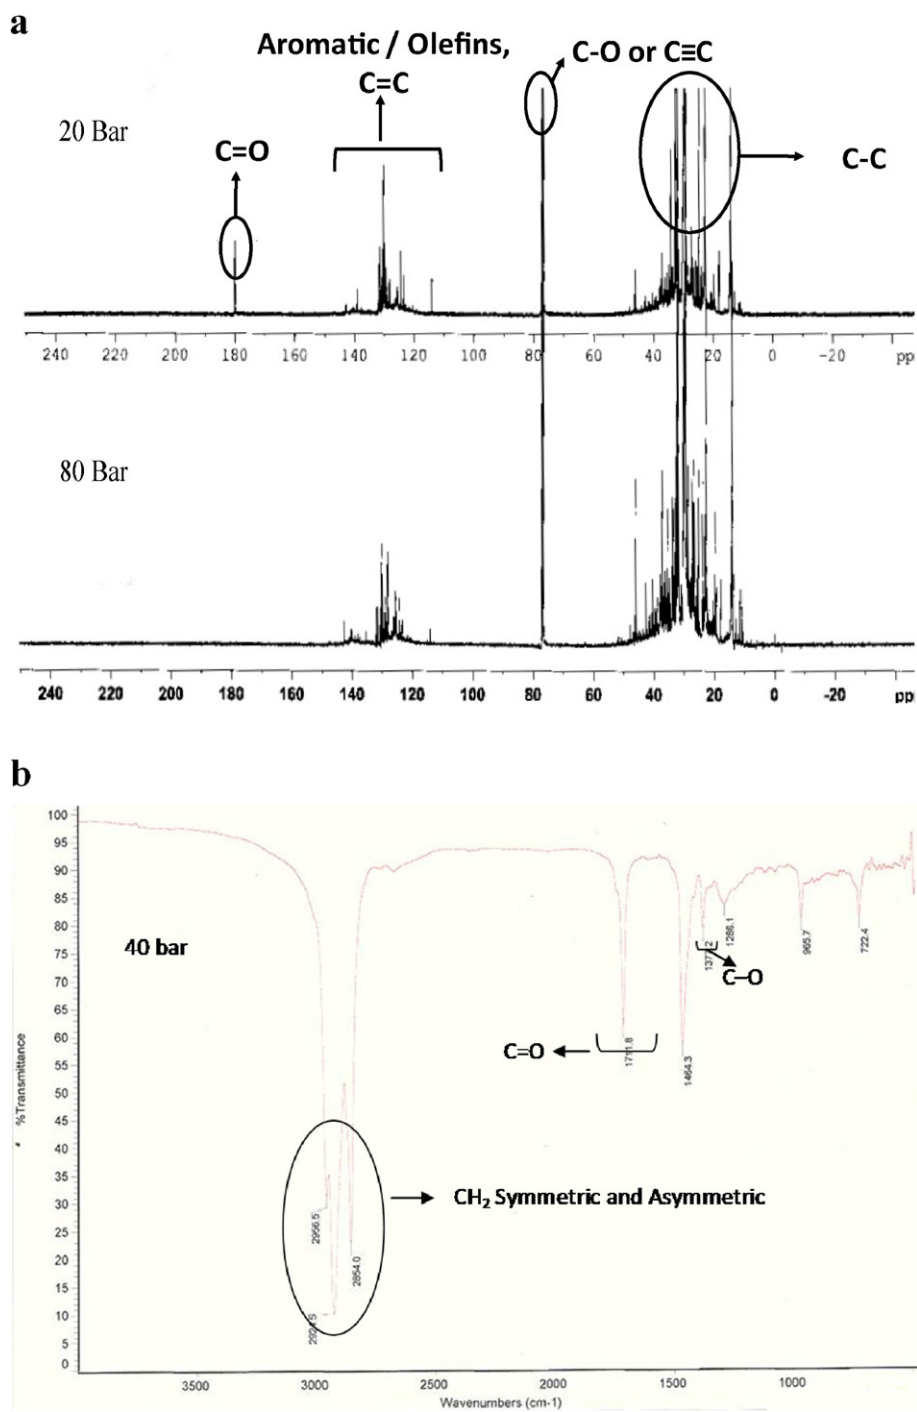 a
Aromatic / Olefins,
C=C
C-O or C≡C
20 Bar
C=O
C-C
240 220 200 180 160 140 120 100 80 60 40 20 0 -20 pp
80 Bar
240 220 200 180 160 140 120 100 80 60 40 20 0 -20 pp
b
100
95
90
85
80
75
70
65
60
55
50
45
40
35
30
25
20
15
10
5
0
%Transmittance
40 bar
1286.1
965.7
722.4
C–O
C=O
1711.8
1464.3
CH₂ Symmetric and Asymmetric
2956.5
2854.0
3500 3000 2500 2000 1500 1000
Wavenumbers (cm-1)